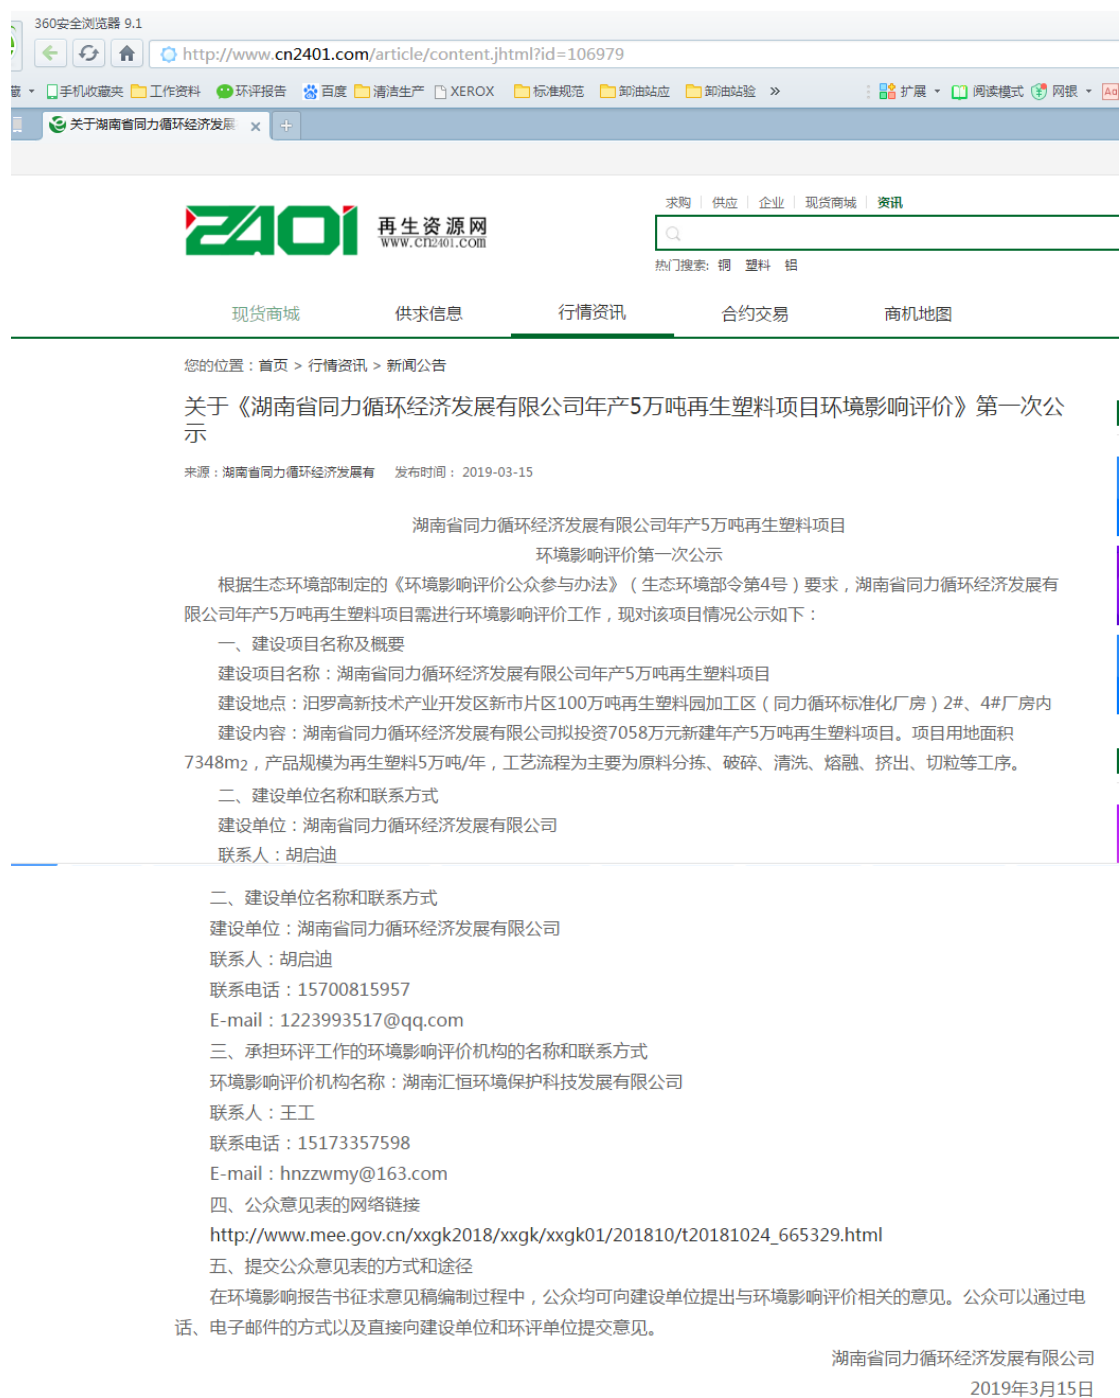 360安全浏览器 9.1
http://www.cn2401.com/article/content.jhtml?id=106979
手机收藏夹 工作资料 环评报告 百度 清洁生产 XEROX 标准规范 卸油站应 卸油站验 » 扩展 阅读模式 网银
关于湖南省同力循环经济发展
求购 供应 企业 现货商城 资讯
2401 再生资源网
www.cn2401.com
热门搜索: 铜 塑料 铝
现货商城 供求信息 行情资讯 合约交易 商机地图
您的位置：首页 > 行情资讯 > 新闻公告
关于《湖南省同力循环经济发展有限公司年产5万吨再生塑料项目环境影响评价》第一次公
示
来源：湖南省同力循环经济发展有 发布时间： 2019-03-15
湖南省同力循环经济发展有限公司年产5万吨再生塑料项目
环境影响评价第一次公示
根据生态环境部制定的《环境影响评价公众参与办法》（生态环境部令第4号）要求，湖南省同力循环经济发展有
限公司年产5万吨再生塑料项目需进行环境影响评价工作，现对该项目情况公示如下：
一、建设项目名称及概要
建设项目名称：湖南省同力循环经济发展有限公司年产5万吨再生塑料项目
建设地点：汨罗高新技术产业开发区新市片区100万吨再生塑料园加工区（同力循环标准化厂房）2#、4#厂房内
建设内容：湖南省同力循环经济发展有限公司拟投资7058万元新建年产5万吨再生塑料项目。项目用地面积
7348m2，产品规模为再生塑料5万吨/年，工艺流程为主要为原料分拣、破碎、清洗、熔融、挤出、切粒等工序。
二、建设单位名称和联系方式
建设单位：湖南省同力循环经济发展有限公司
联系人：胡启迪
二、建设单位名称和联系方式
建设单位：湖南省同力循环经济发展有限公司
联系人：胡启迪
联系电话：15700815957
E-mail：1223993517@qq.com
三、承担环评工作的环境影响评价机构的名称和联系方式
环境影响评价机构名称：湖南汇恒环境保护科技发展有限公司
联系人：王工
联系电话：15173357598
E-mail：hnzzwmy@163.com
四、公众意见表的网络链接
http://www.mee.gov.cn/xxgk2018/xxgk/xxgk01/201810/t20181024_665329.html
五、提交公众意见表的方式和途径
在环境影响报告书征求意见稿编制过程中，公众均可向建设单位提出与环境影响评价相关的意见。公众可以通过电
话、电子邮件的方式以及直接向建设单位和环评单位提交意见。
湖南省同力循环经济发展有限公司
2019年3月15日